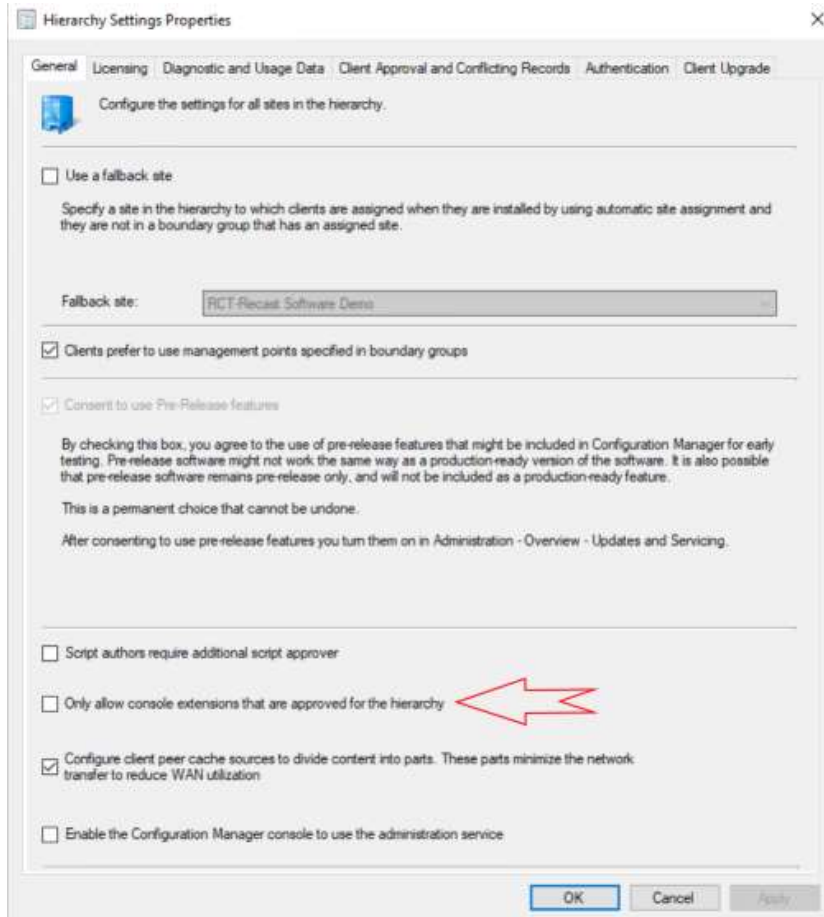 Hierarchy Settings Properties
General Licensing Diagnostic and Usage Data Client Approval and Conflicting Records Authentication Client Upgrade
Configure the settings for all sites in the hierarchy.
Use a fallback site
Specify a site in the hierarchy to which clients are assigned when they are installed by using automatic site assignment and
they are not in a boundary group that has an assigned site.
Fallback site: RCT-Recast Software Demo
Clients prefer to use management points specified in boundary groups
Consent to use Pre-Release features
By checking this box, you agree to the use of pre-release features that might be included in Configuration Manager for early
testing. Pre-release software might not work the same way as a production-ready version of the software. It is also possible
that pre-release software remains pre-release only, and will not be included as a production-ready feature.
This is a permanent choice that cannot be undone.
After consenting to use pre-release features you turn them on in Administration - Overview - Updates and Servicing.
Script authors require additional script approver
Only allow console extensions that are approved for the hierarchy
Configure client peer cache sources to divide content into parts. These parts minimize the network
transfer to reduce WAN utilization
Enable the Configuration Manager console to use the administration service
OK Cancel Apply